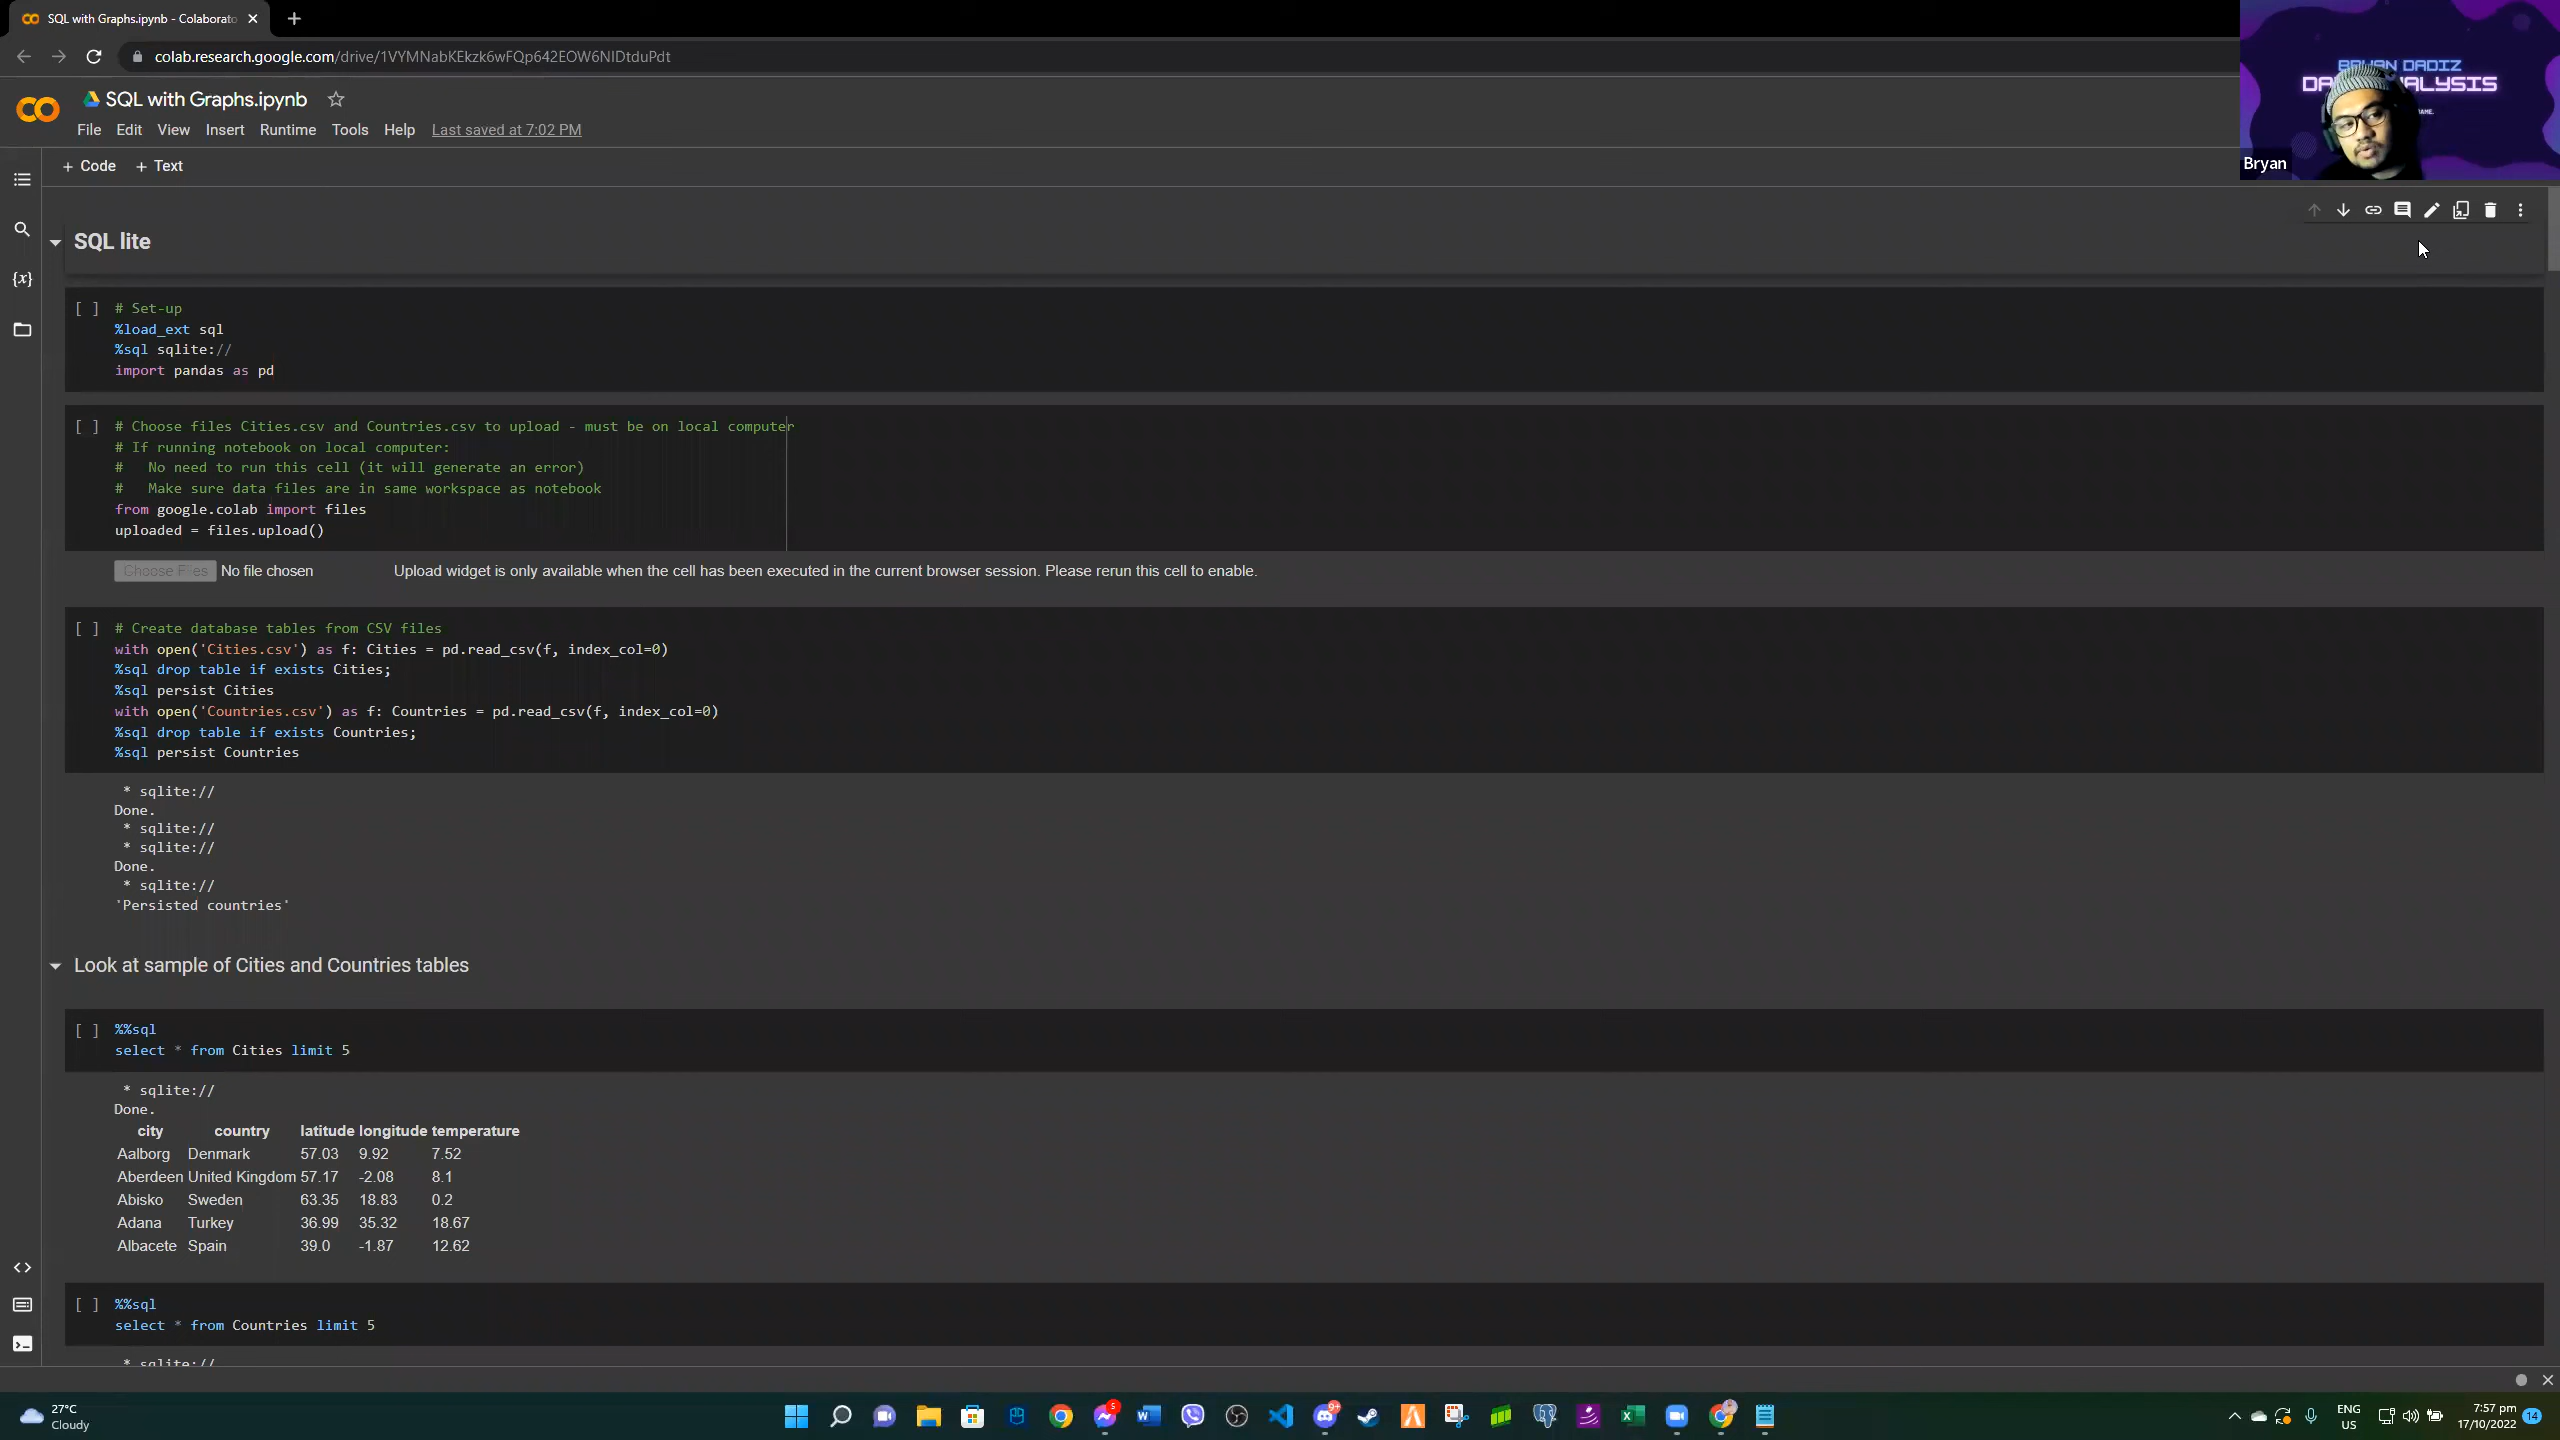 SQL with Graphs.ipynb - Colaborato
colab.research.google.com/drive/1VYMNabKEkzk6wFQp642EOW6NIDtduPdt
BRYAN DADIZ
Bryan
SQL with Graphs.ipynb
File Edit View Insert Runtime Tools Help Last saved at 7:02 PM
+ Code + Text
SQL lite
[ ] # Set-up
%load_ext sql
%sql sqlite://
import pandas as pd
[ ] # Choose files Cities.csv and Countries.csv to upload - must be on local computer
# If running notebook on local computer:
#   No need to run this cell (it will generate an error)
#   Make sure data files are in same workspace as notebook
from google.colab import files
uploaded = files.upload()
Choose Files No file chosen Upload widget is only available when the cell has been executed in the current browser session. Please rerun this cell to enable.
[ ] # Create database tables from CSV files
with open('Cities.csv') as f: Cities = pd.read_csv(f, index_col=0)
%sql drop table if exists Cities;
%sql persist Cities
with open('Countries.csv') as f: Countries = pd.read_csv(f, index_col=0)
%sql drop table if exists Countries;
%sql persist Countries
* sqlite://
Done.
* sqlite://
* sqlite://
Done.
* sqlite://
'Persisted countries'
Look at sample of Cities and Countries tables
[ ] %%sql
select * from Cities limit 5
* sqlite://
Done.
city country latitude longitude temperature
Aalborg Denmark 57.03 9.92 7.52
Aberdeen United Kingdom 57.17 -2.08 8.1
Abisko Sweden 63.35 18.83 0.2
Adana Turkey 36.99 35.32 18.67
Albacete Spain 39.0 -1.87 12.62
[ ] %%sql
select * from Countries limit 5
* sqlite://
27°C
Cloudy
5
9+
ENG
US
7:57 pm
17/10/2022
14